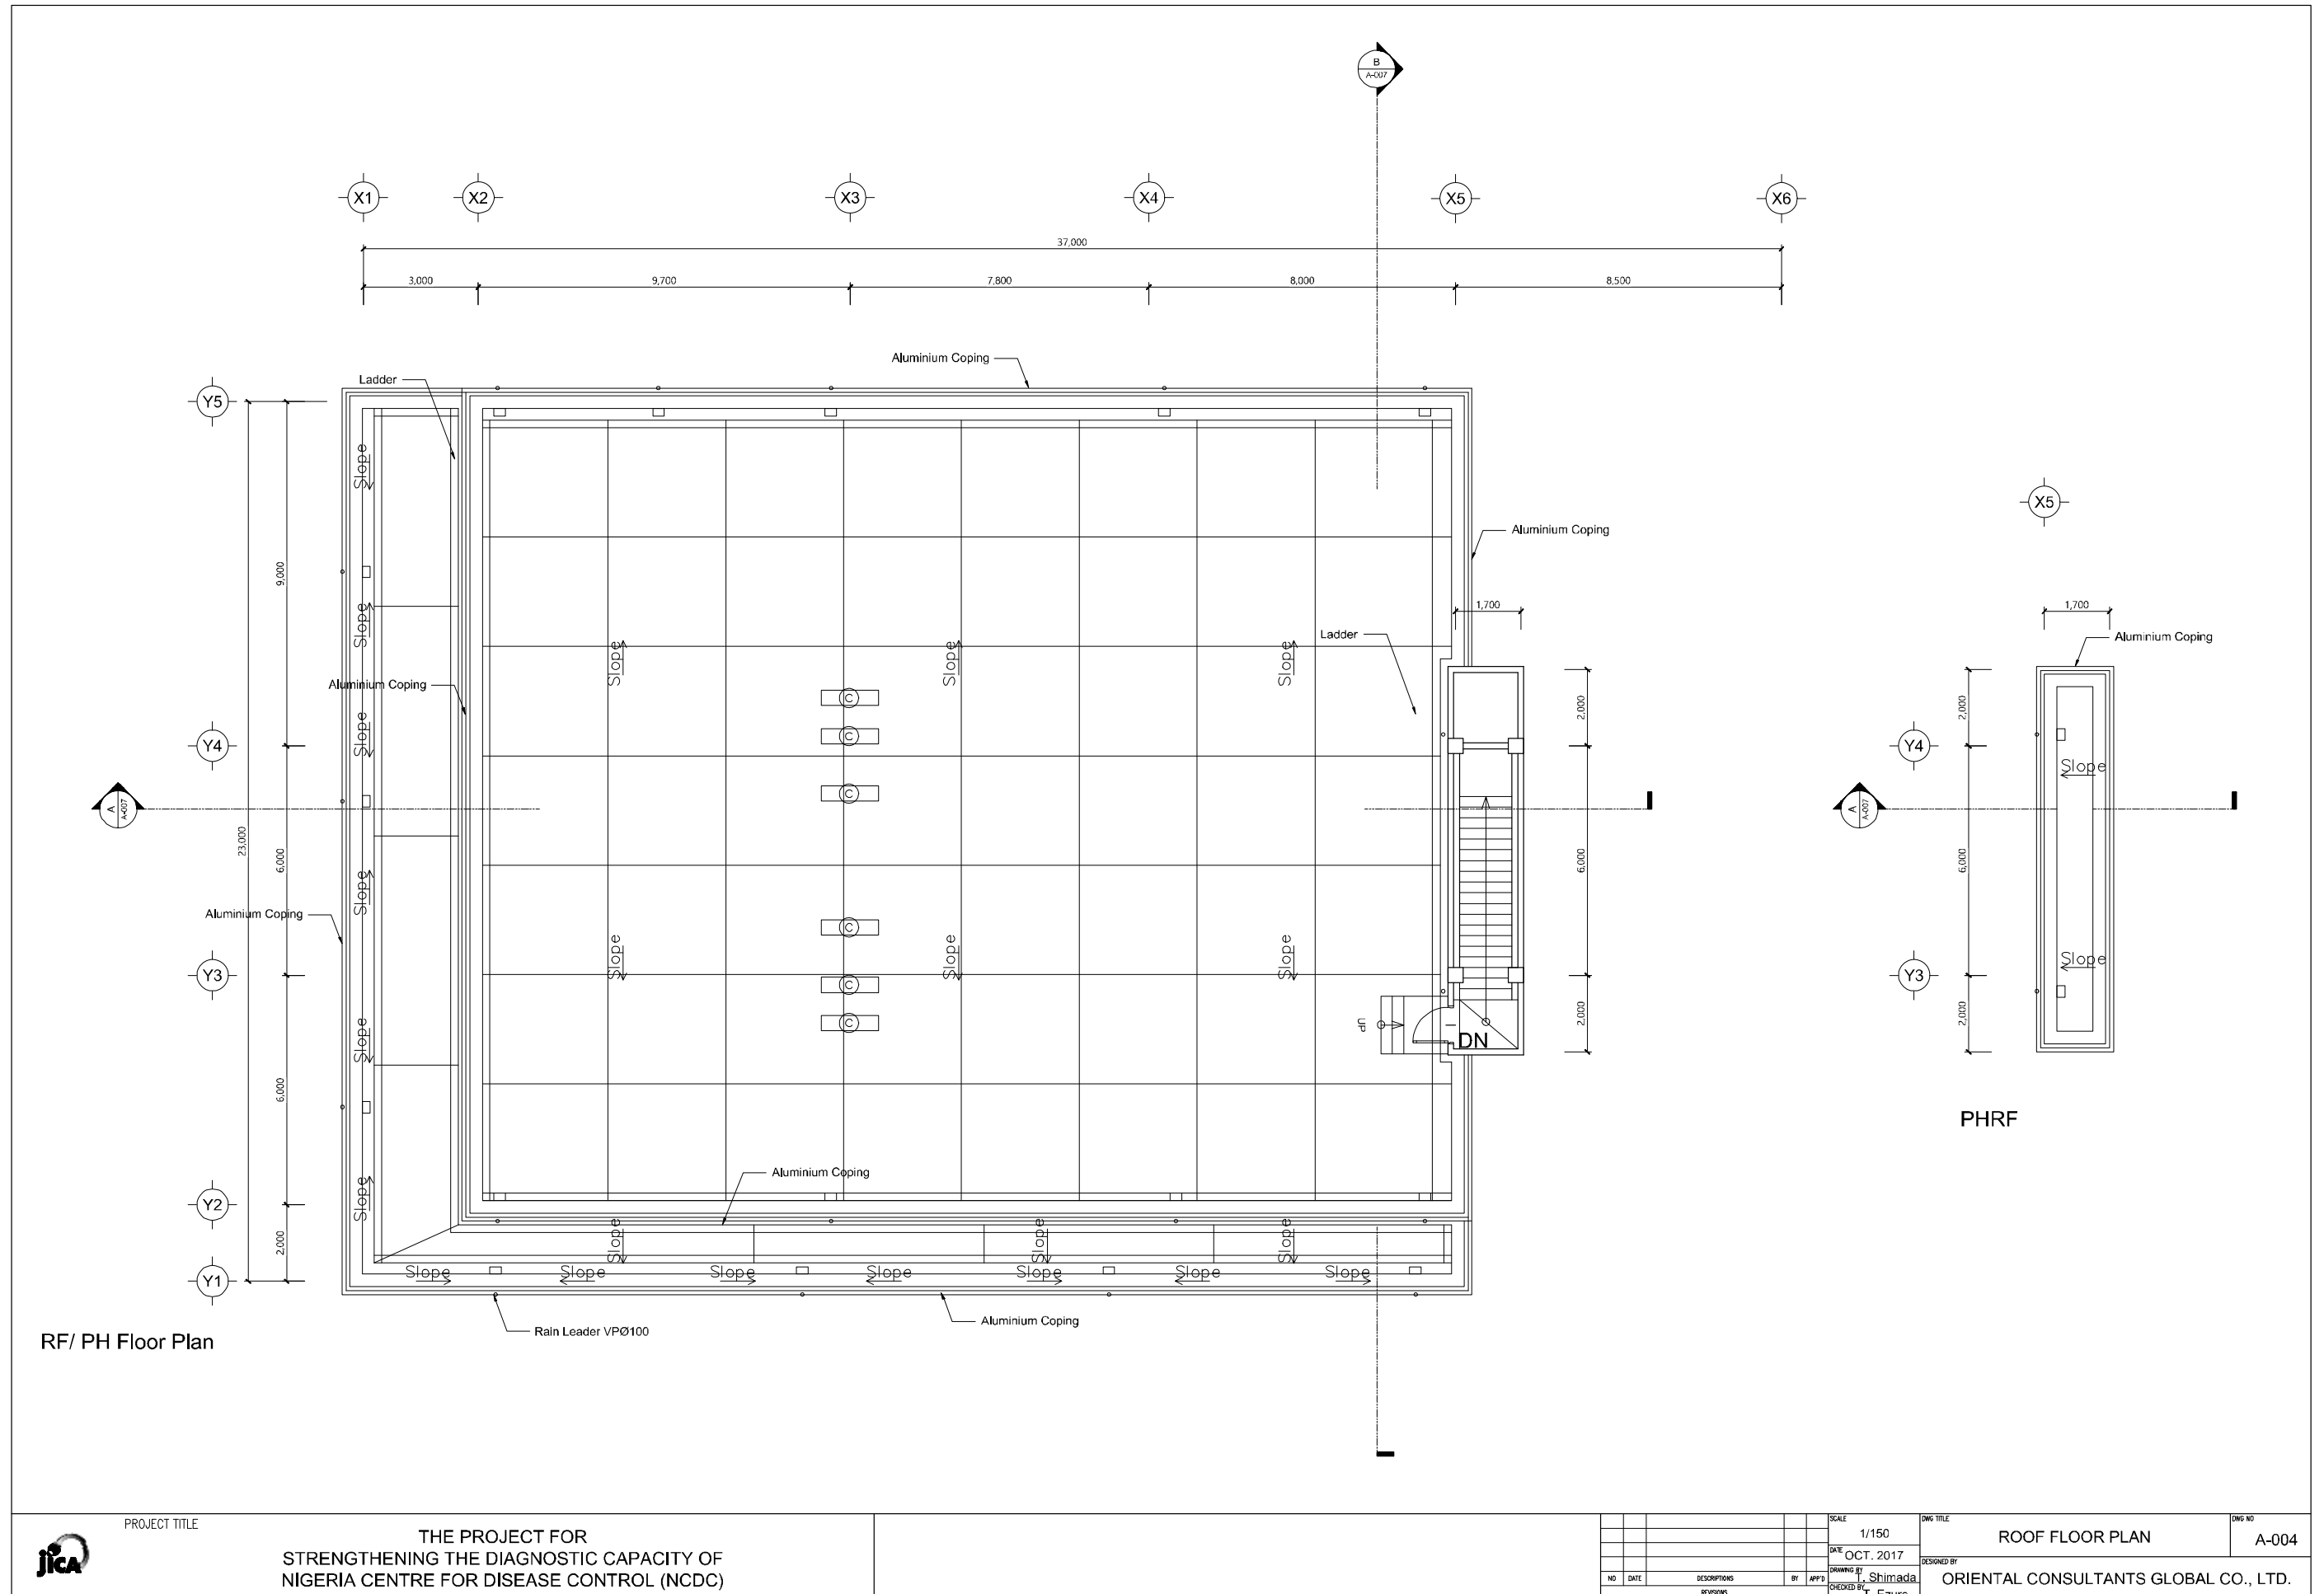 B
A-007
X1
X2
X3
X4
X5
X6
37,000
3,000
9,700
7,800
8,000
8,500
Aluminium Coping
Ladder
Y5
Slope
X5
Aluminium Coping
9,000
Slope
1,700
1,700
Ladder
Aluminium Coping
Slope
Slope
Slope
Aluminium Coping
C
2,000
2,000
Slope
C
Y4
Y4
Slope
C
A
A-007
A
A-007
23,000
6,000
6,000
6,000
Slope
Aluminium Coping
C
Slope
Slope
Slope
Slope
Y3
Y3
C
2,000
2,000
UP
C
DN
Slope
6,000
PHRF
Aluminium Coping
Slope
Y2
2,000
Slope
Slope
Slope
Y1
Slope
Slope
Slope
Slope
Slope
Slope
Slope
Aluminium Coping
Rain Leader VPØ100
RF/ PH Floor Plan
PROJECT TITLE
jica
THE PROJECT FOR
STRENGTHENING THE DIAGNOSTIC CAPACITY OF
NIGERIA CENTRE FOR DISEASE CONTROL (NCDC)
NO
DATE
DESCRIPTIONS
BY
APP'D
REVISIONS
SCALE
1/150
DATE
OCT. 2017
DRAWING BY
T. Shimada
CHECKED BY
DWG TITLE
ROOF FLOOR PLAN
DWG NO
A-004
DESIGNED BY
ORIENTAL CONSULTANTS GLOBAL CO., LTD.